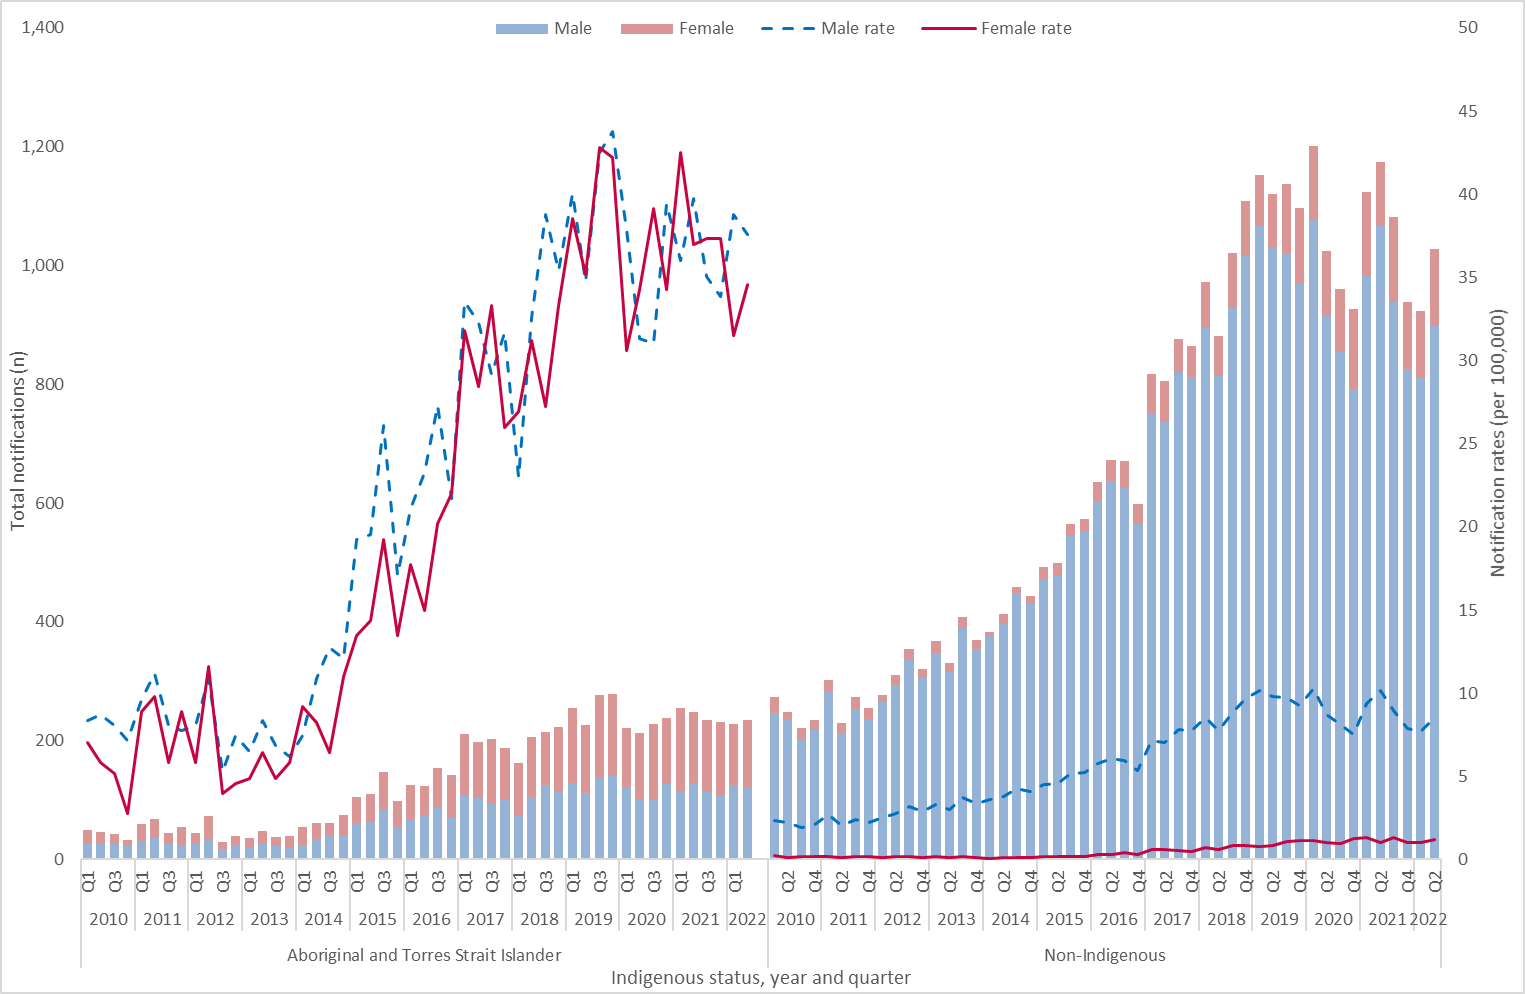 1,400
1,200
1,000
800
600
400
200
0
Total notifications (n)
Male
Female
Male rate
Female rate
50
45
40
35
30
25
20
15
10
5
0
Notification rates (per 100,000)
Q1 Q3 Q1 Q3 Q1 Q3 Q1 Q3 Q1 Q3 Q1 Q3 Q1 Q3 Q1 Q3 Q1 Q3 Q1 Q3 Q1 Q3 Q1 Q3 Q1 Q2 Q4 Q2 Q4 Q2 Q4 Q2 Q4 Q2 Q4 Q2 Q4 Q2 Q4 Q2 Q4 Q2 Q4 Q2 Q4 Q2 Q4 Q2 Q4 Q2
2010 2011 2012 2013 2014 2015 2016 2017 2018 2019 2020 2021 2022 2010 2011 2012 2013 2014 2015 2016 2017 2018 2019 2020 2021 2022
Aboriginal and Torres Strait Islander
Non-Indigenous
Indigenous status, year and quarter